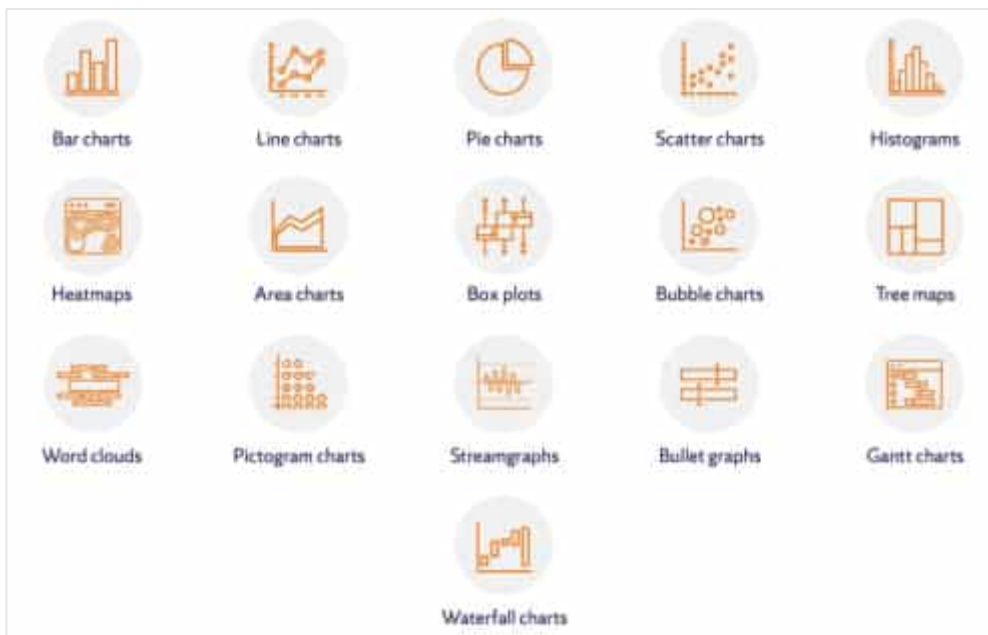 Bar charts
Line charts
Pie charts
Scatter charts
Histograms
Heatmaps
Area charts
Box plots
Bubble charts
Tree maps
Word clouds
Pictogram charts
Streamgraphs
Bullet graphs
Gantt charts
Waterfall charts